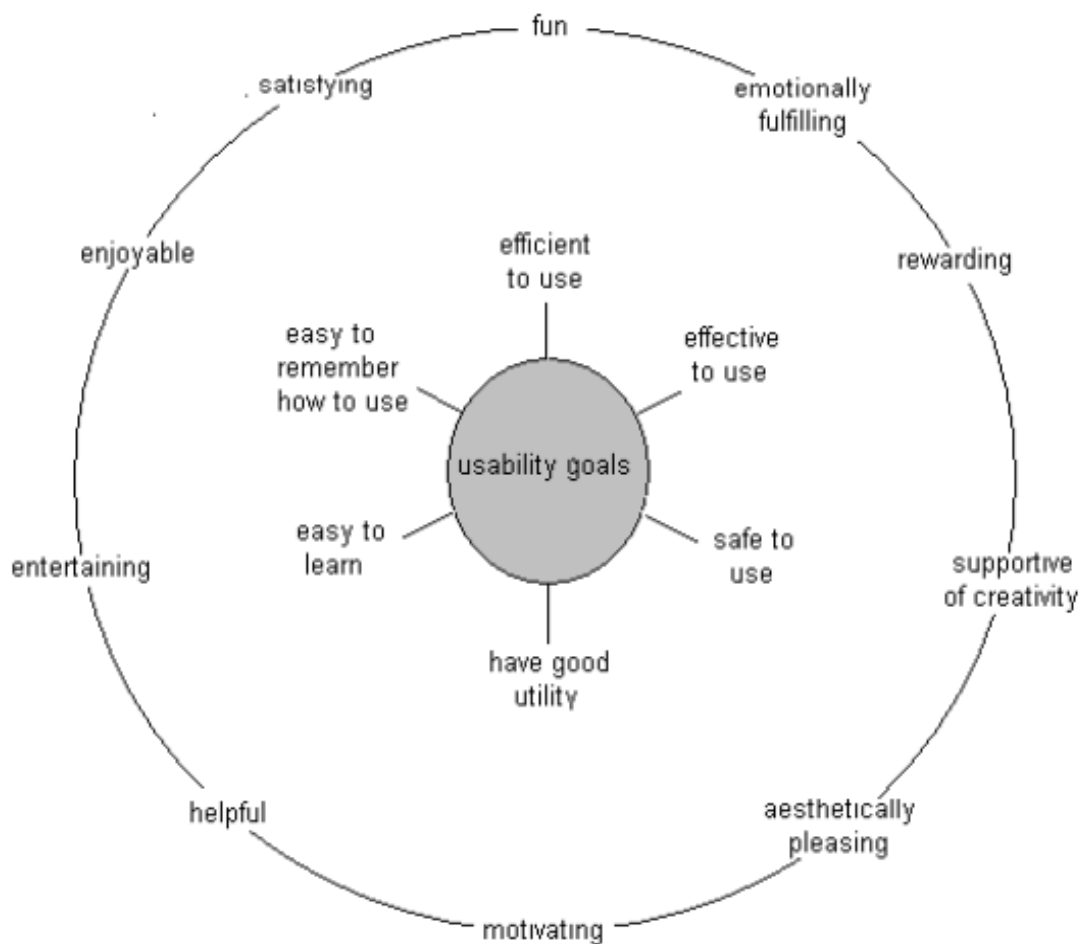 fun
satisfying
emotionally
fulfilling
enjoyable
efficient
to use
rewarding
easy to
remember
how to use
effective
to use
usability goals
easy to
learn
safe to
use
entertaining
supportive
of creativity
have good
utility
helpful
aesthetically
pleasing
motivating